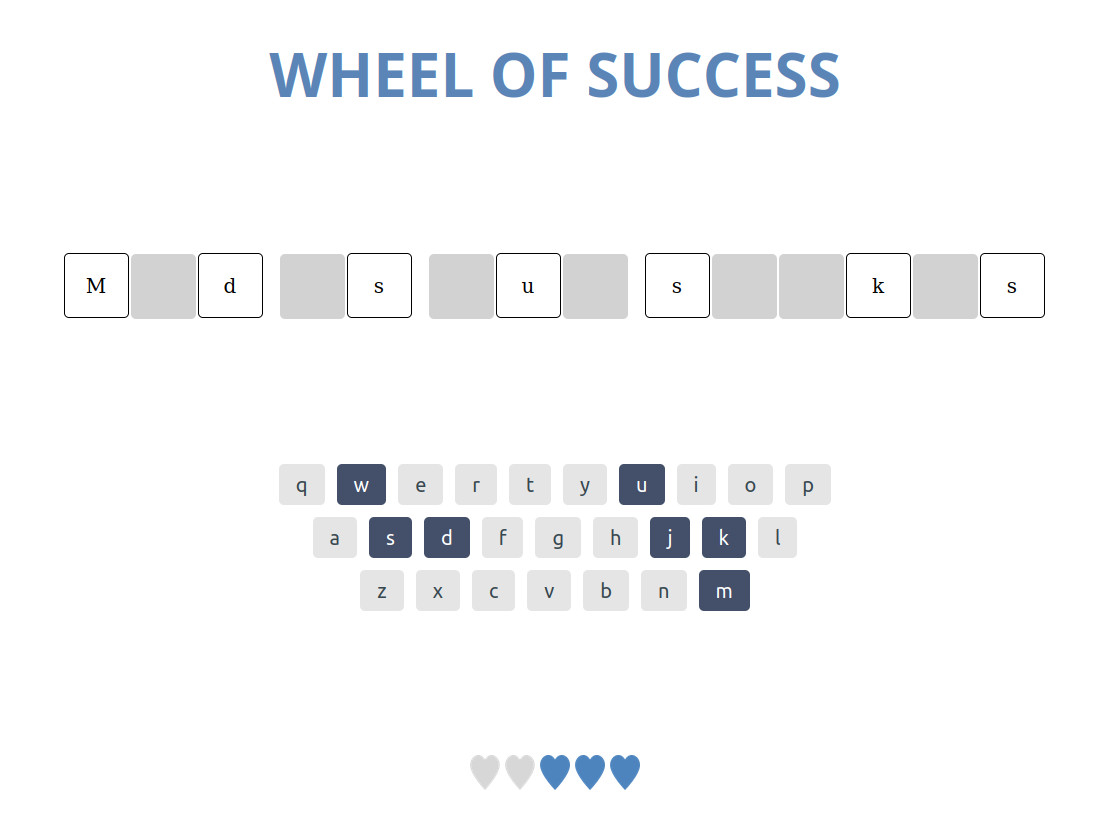 WHEEL OF SUCCESS
M d s u s k s
q w e r t y u i o p
a s d f g h j k l
z x c v b n m